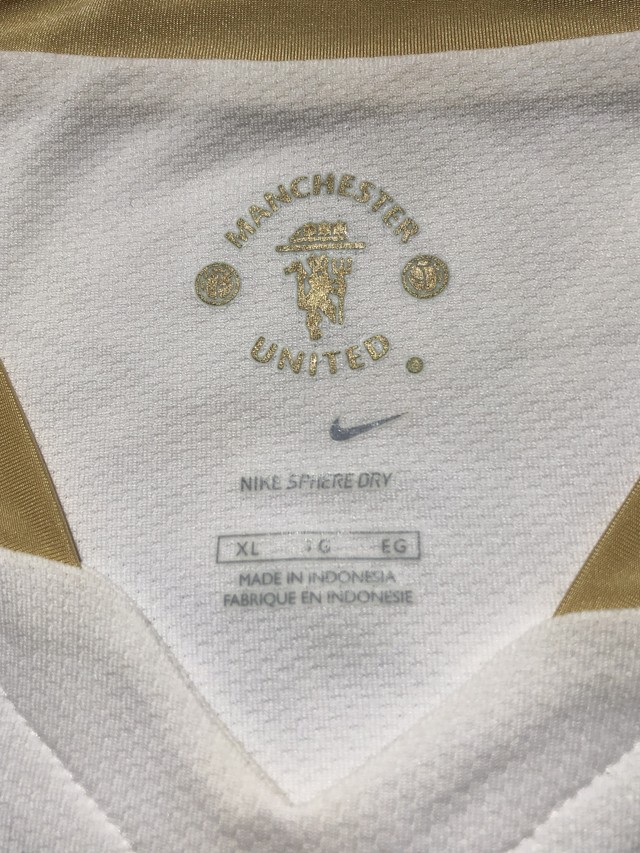 MANCHESTER
UNITED
NIKE SPHERE DRY
XL EG
MADE IN INDONESIA
FABRIQUE EN INDONESIE